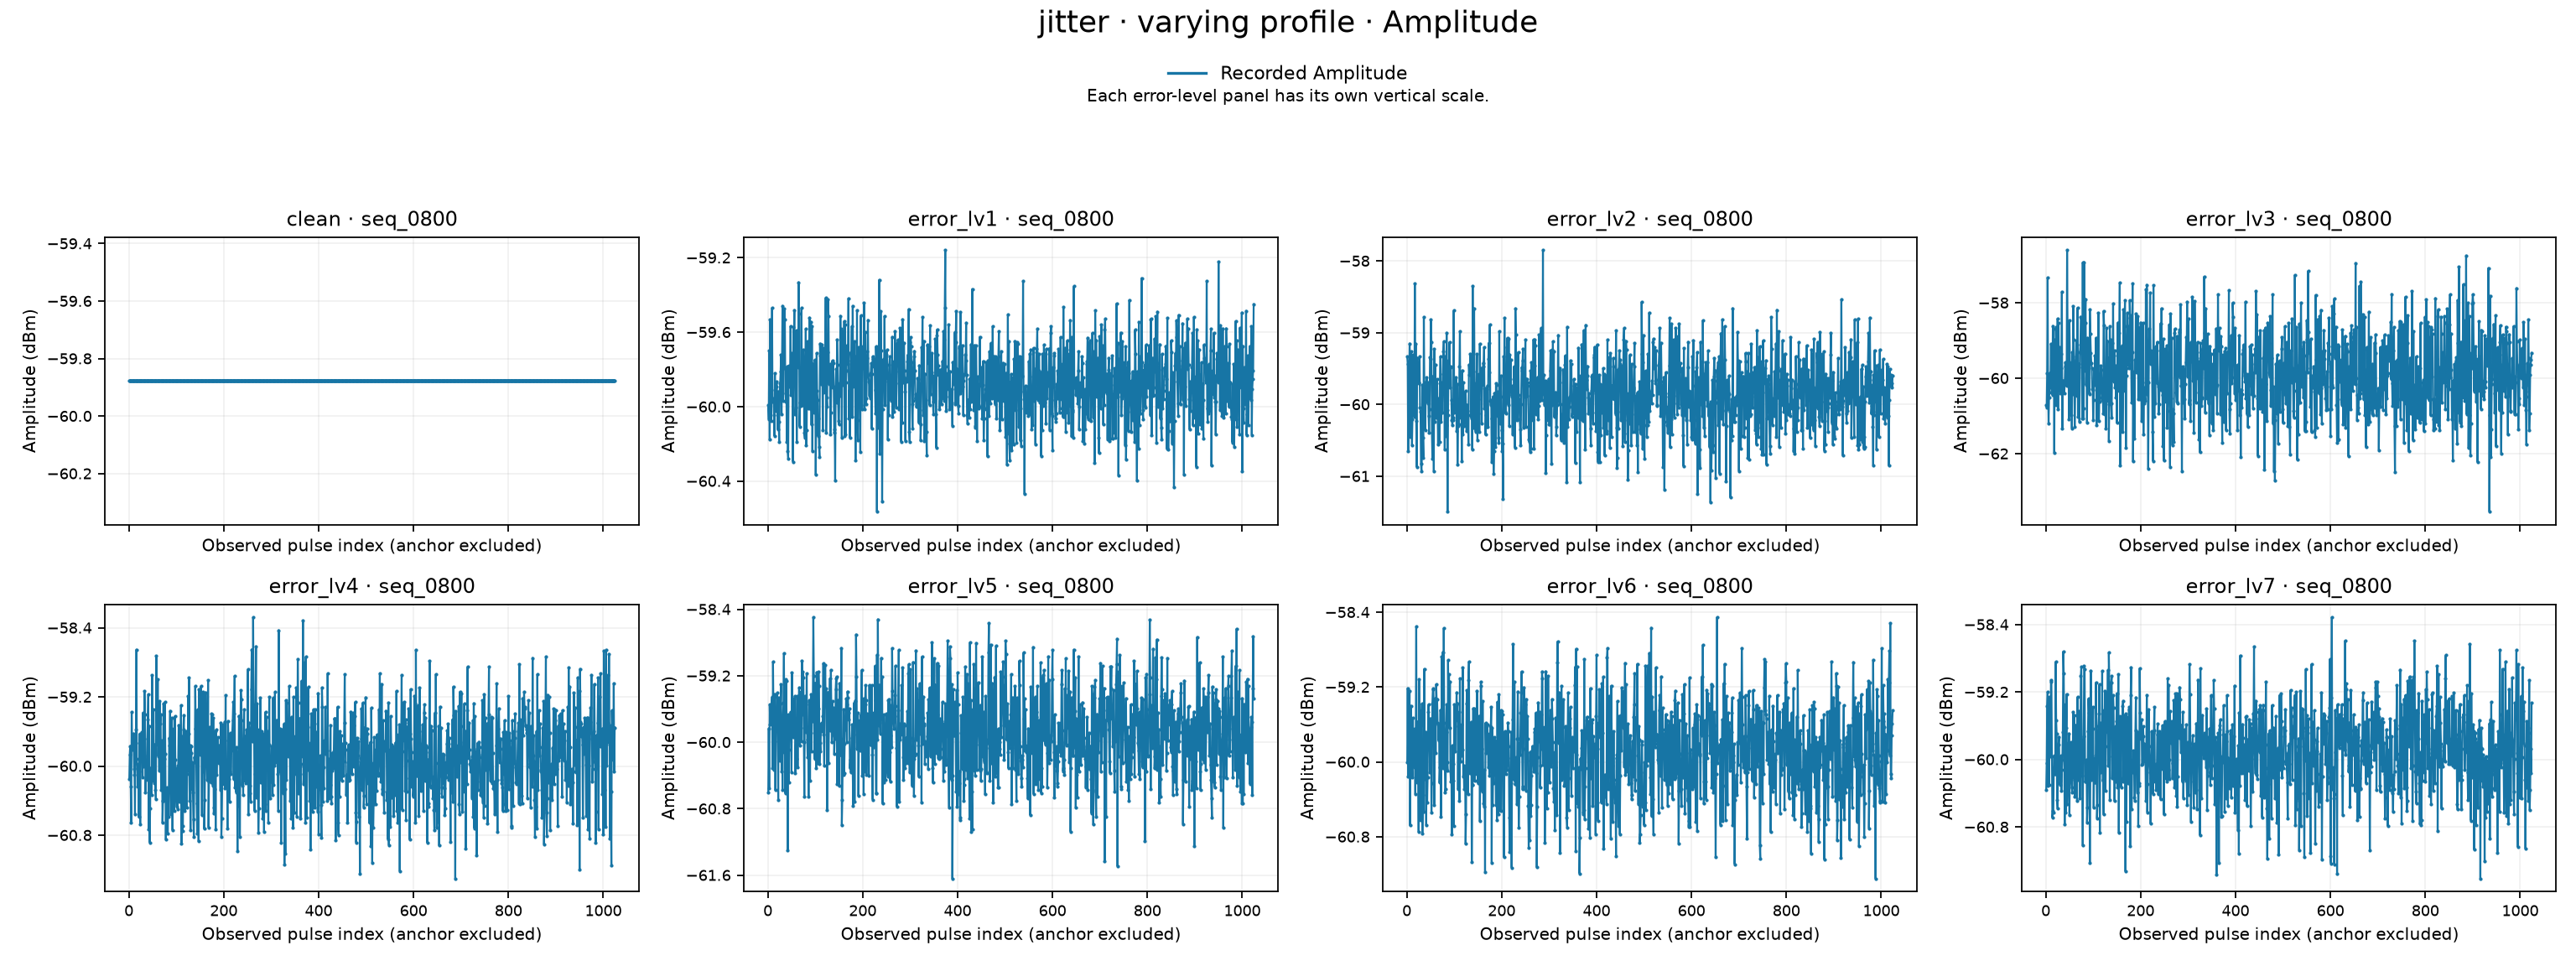 jitter · varying profile · Amplitude
Recorded Amplitude
Each error-level panel has its own vertical scale.
clean · seq_0800
error_lv1 · seq_0800
error_lv2 · seq_0800
error_lv3 · seq_0800
Amplitude (dBm)
−59.4
−59.6
−59.8
−60.0
−60.2
Observed pulse index (anchor excluded)
Amplitude (dBm)
−59.2
−59.6
−60.0
−60.4
Observed pulse index (anchor excluded)
Amplitude (dBm)
−58
−59
−60
−61
Observed pulse index (anchor excluded)
Amplitude (dBm)
−58
−60
−62
Observed pulse index (anchor excluded)
error_lv4 · seq_0800
error_lv5 · seq_0800
error_lv6 · seq_0800
error_lv7 · seq_0800
Amplitude (dBm)
−58.4
−59.2
−60.0
−60.8
0 200 400 600 800 1000
Observed pulse index (anchor excluded)
Amplitude (dBm)
−58.4
−59.2
−60.0
−60.8
−61.6
0 200 400 600 800 1000
Observed pulse index (anchor excluded)
Amplitude (dBm)
−58.4
−59.2
−60.0
−60.8
0 200 400 600 800 1000
Observed pulse index (anchor excluded)
Amplitude (dBm)
−58.4
−59.2
−60.0
−60.8
0 200 400 600 800 1000
Observed pulse index (anchor excluded)